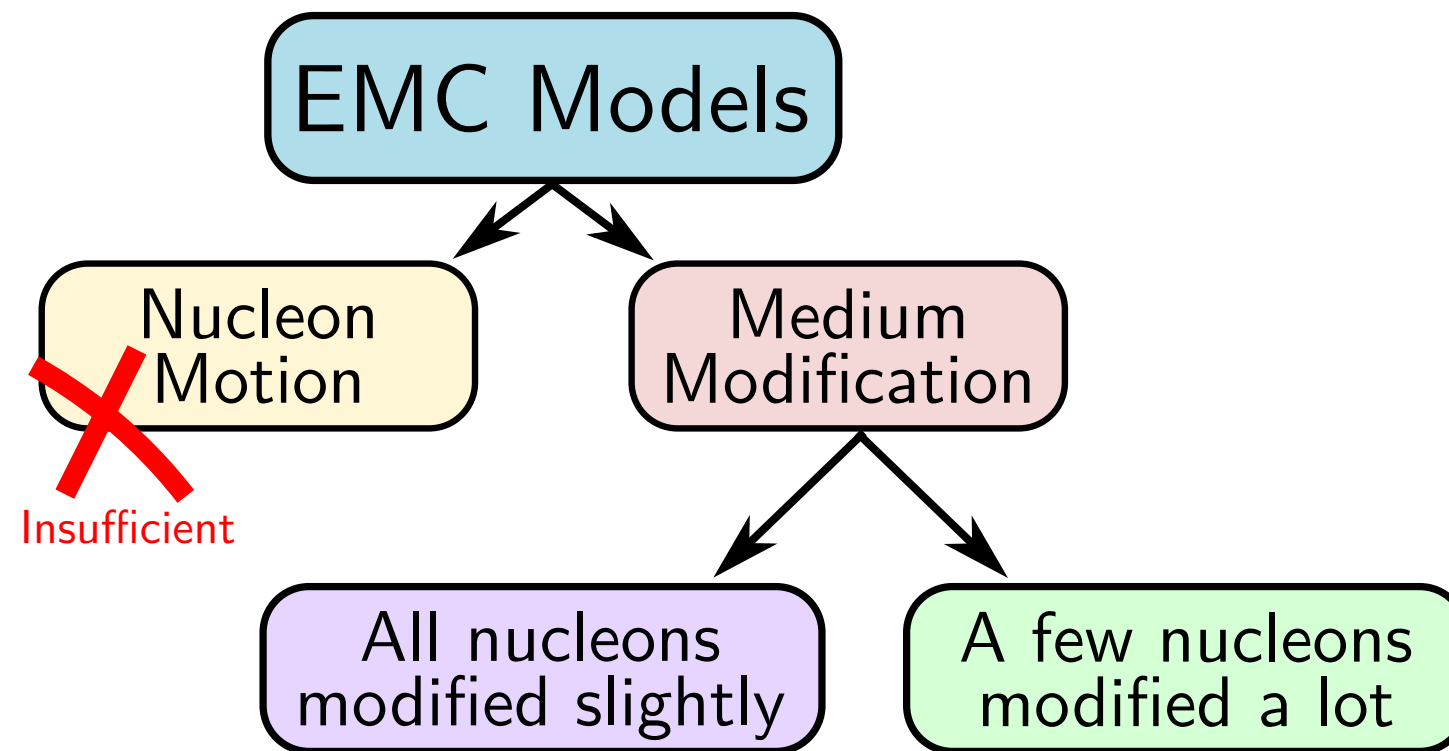 EMC Models
Nucleon
Motion
Medium
Modification
Insufficient
All nucleons
modified slightly
A few nucleons
modified a lot